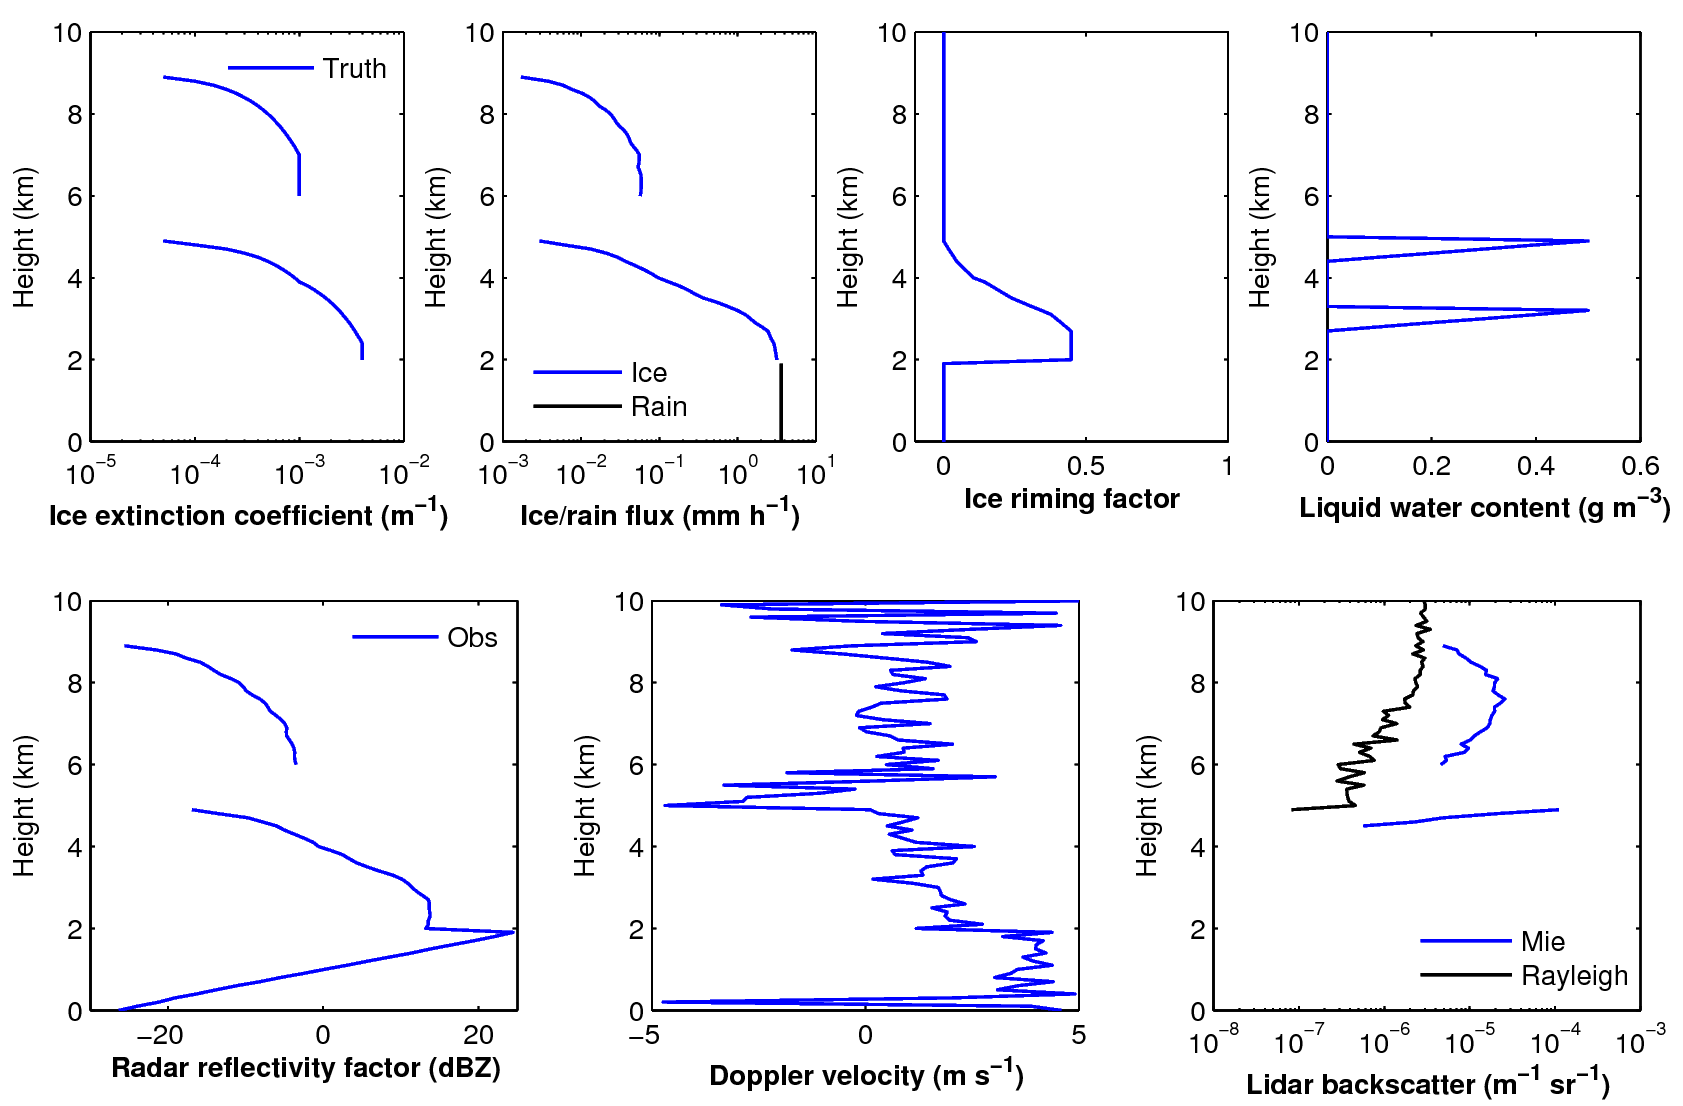 10
8
6
4
2
0
Height (km)
Truth
10⁻⁵ 10⁻⁴ 10⁻³ 10⁻²
Ice extinction coefficient (m⁻¹)
10
8
6
4
2
0
Height (km)
Ice
Rain
10⁻³ 10⁻² 10⁻¹ 10⁰ 10¹
Ice/rain flux (mm h⁻¹)
10
8
6
4
2
0
Height (km)
0 0.5 1
Ice riming factor
10
8
6
4
2
0
Height (km)
0 0.2 0.4 0.6
Liquid water content (g m⁻³)
10
8
6
4
2
0
Height (km)
Obs
−20 0 20
Radar reflectivity factor (dBZ)
10
8
6
4
2
0
Height (km)
−5 0 5
Doppler velocity (m s⁻¹)
10
8
6
4
2
0
Height (km)
Mie
Rayleigh
10⁻⁸ 10⁻⁷ 10⁻⁶ 10⁻⁵ 10⁻⁴ 10⁻³
Lidar backscatter (m⁻¹ sr⁻¹)